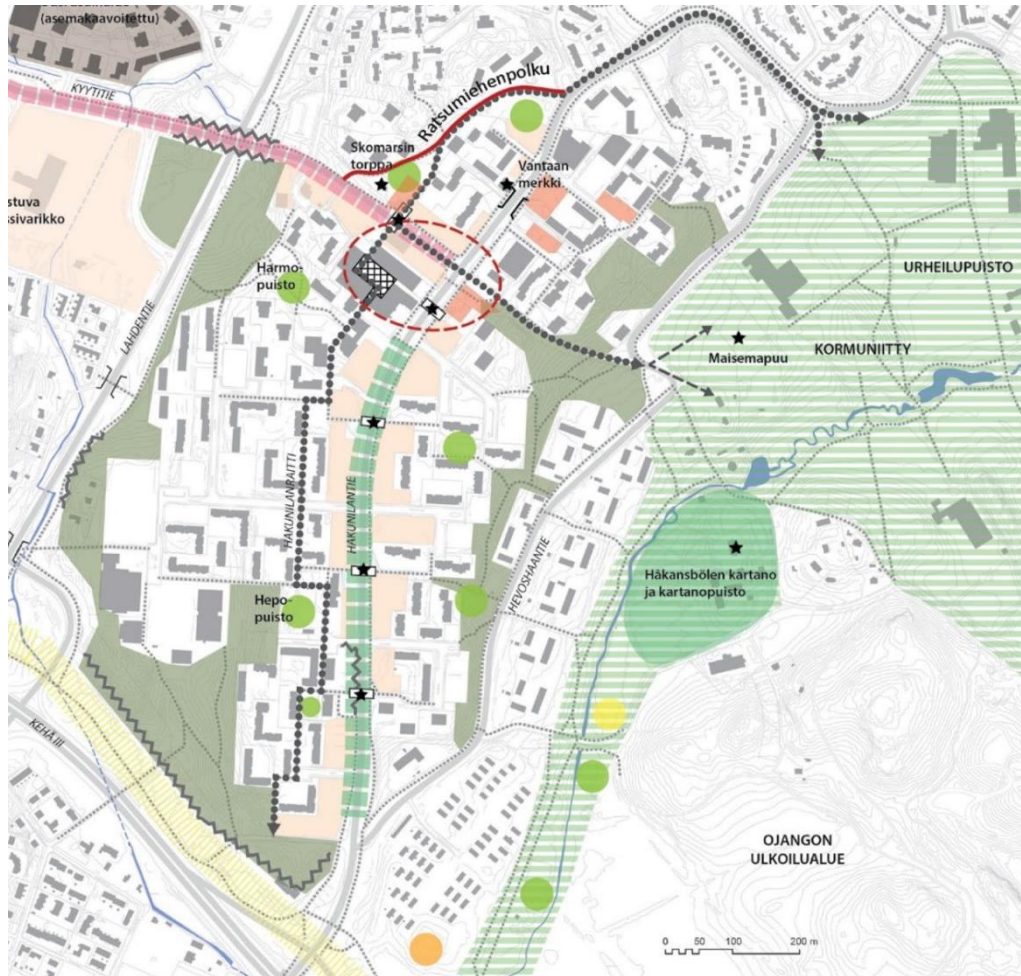 (asemakaavoitettu)
KYYTITIE
Ratsumiehenpolku
Skomarsin
torppa
Vantaan
merkki
Harmo-
puisto
LAHDENTIE
URHEILUPUISTO
KORMUNIITTY
Maisemapuu
HAKUNILANRAITTI
HAKUNILANTIE
HEVOSHAANTIE
Håkansbölen kartano
ja kartanopuisto
Hepo-
puisto
KEHÄ III
OJANGON
ULKOILUALUE
0 50 100 200 m